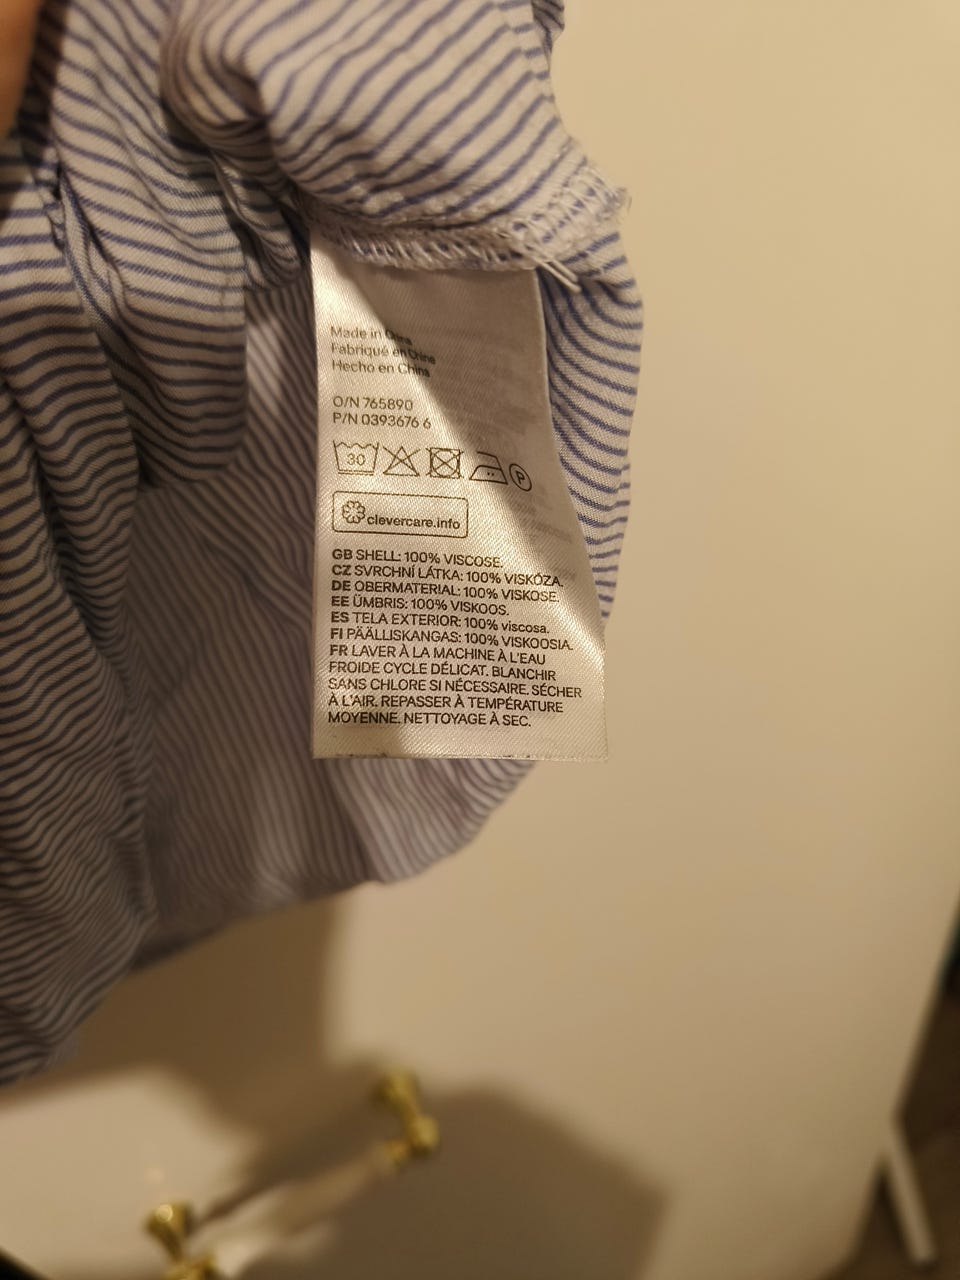 Made in China
Fabriqué en China
Hecho en China
O/N 765890
P/N 0393676 6
30
P
clevercare.info
GB SHELL: 100% VISCOSE.
CZ SVRCHNÍ LÁTKA: 100% VISKÓZA.
DE OBERMATERIAL: 100% VISKOSE.
EE ÜMBRIS: 100% VISKOOS.
ES TELA EXTERIOR: 100% viscosa.
FI PÄÄLLISKANGAS: 100% VISKOOSIA.
FR LAVER À LA MACHINE À L'EAU
FROIDE CYCLE DÉLICAT. BLANCHIR
SANS CHLORE SI NÉCESSAIRE. SÉCHER
À L'AIR. REPASSER À TEMPÉRATURE
MOYENNE. NETTOYAGE À SEC.